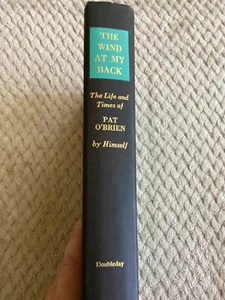 THE
WIND
AT MY
BACK
The Life and
Times of
PAT
O'BRIEN
by Himself
Doubleday